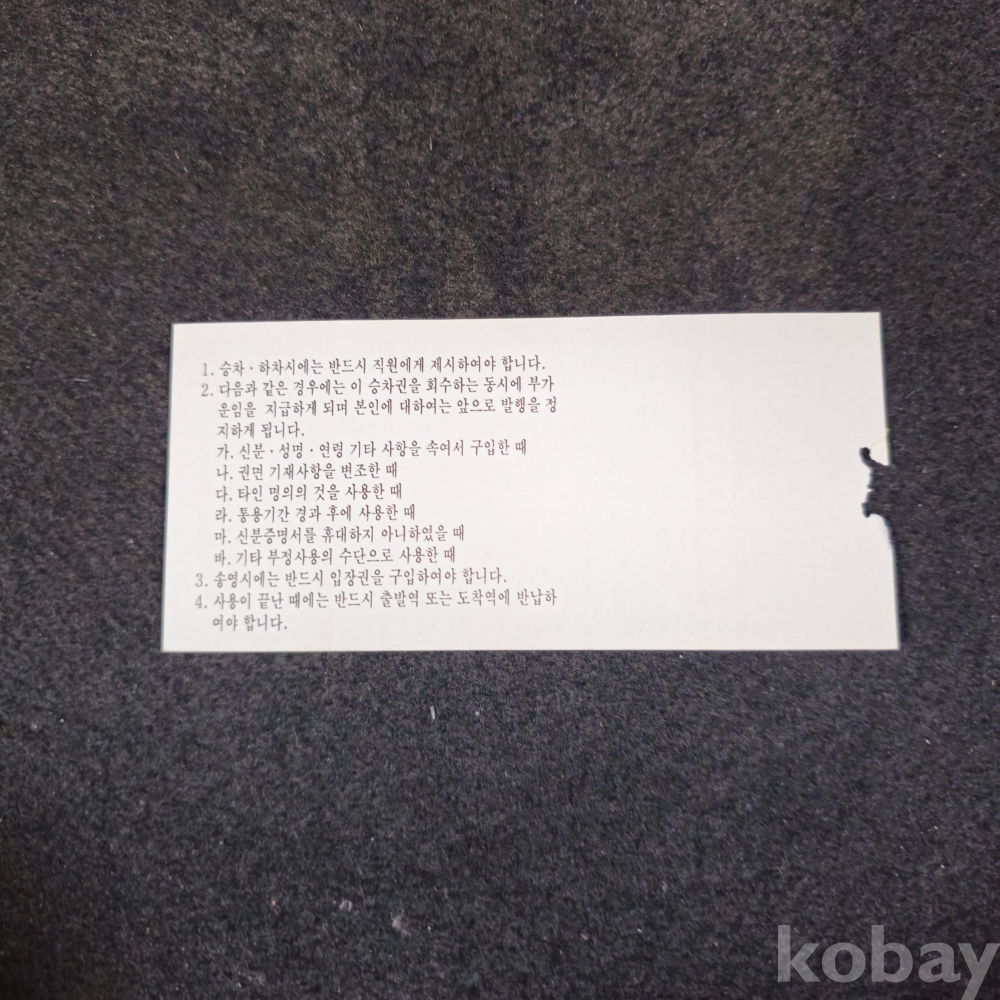 1. 승차·하차시에는 반드시 직원에게 제시하여야 합니다.
2. 다음과 같은 경우에는 이 승차권을 회수하는 동시에 부가
운임을 지급하게 되며 본인에 대하여는 앞으로 발행을 정
지하게 됩니다.
가. 신분·성명·연령 기타 사항을 속여서 구입한 때
나. 권면 기재사항을 변조한 때
다. 타인 명의의 것을 사용한 때
라. 통용기간 경과 후에 사용한 때
마. 신분증명서를 휴대하지 아니하였을 때
바. 기타 부정사용의 수단으로 사용한 때
3. 송영시에는 반드시 입장권을 구입하여야 합니다.
4. 사용이 끝난 때에는 반드시 출발역 또는 도착역에 반납하
여야 합니다.
kobay